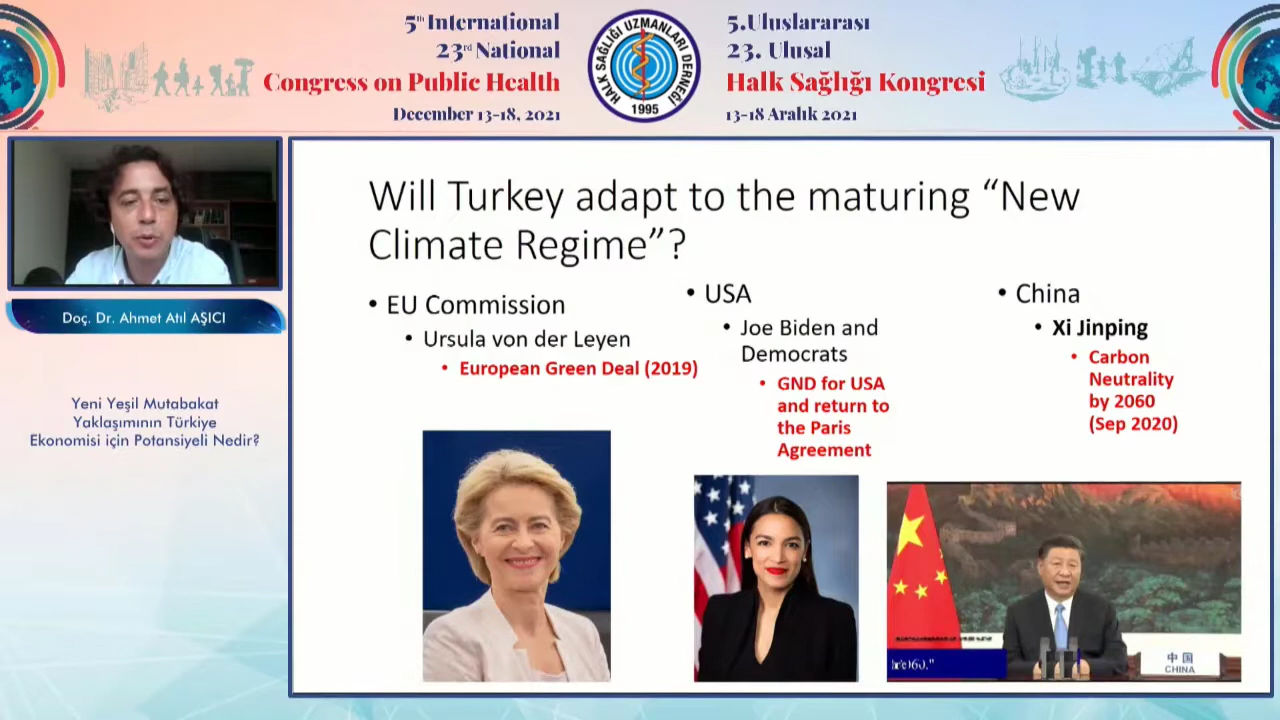 5th International
23rd National
Congress on Public Health
December 13-18, 2021
HALK SAĞLIĞI UZMANLARI DERNEĞİ
1995
5.Uluslararası
23. Ulusal
Halk Sağlığı Kongresi
13-18 Aralık 2021
Doç. Dr. Ahmet Atıl AŞICI
Yeni Yeşil Mutabakat
Yaklaşımının Türkiye
Ekonomisi için Potansiyeli Nedir?
Will Turkey adapt to the maturing “New
Climate Regime”?
• EU Commission
• Ursula von der Leyen
• European Green Deal (2019)
• USA
• Joe Biden and
Democrats
• GND for USA
and return to
the Paris
Agreement
• China
• Xi Jinping
• Carbon
Neutrality
by 2060
(Sep 2020)
中国
CHINA